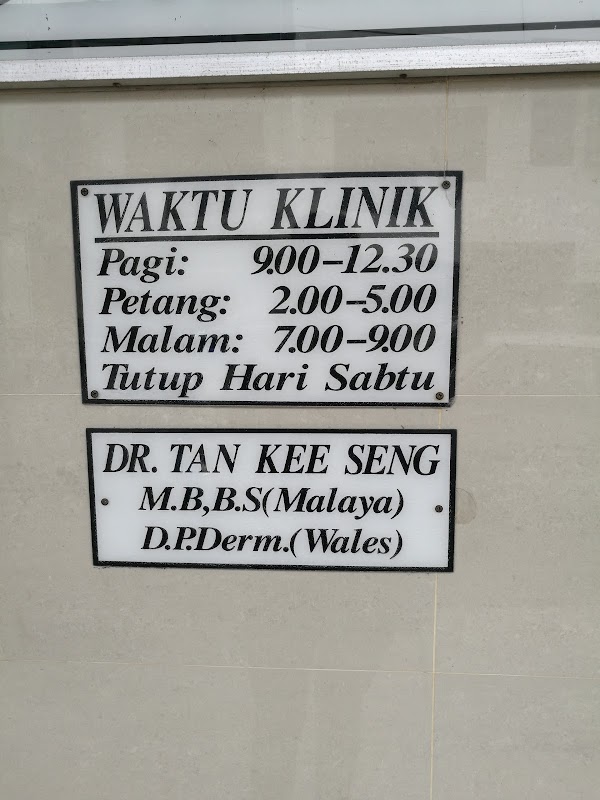 WAKTU KLINIK
Pagi: 9.00-12.30
Petang: 2.00-5.00
Malam: 7.00-9.00
Tutup Hari Sabtu
DR. TAN KEE SENG
M.B,B.S(Malaya)
D.P.Derm.(Wales)